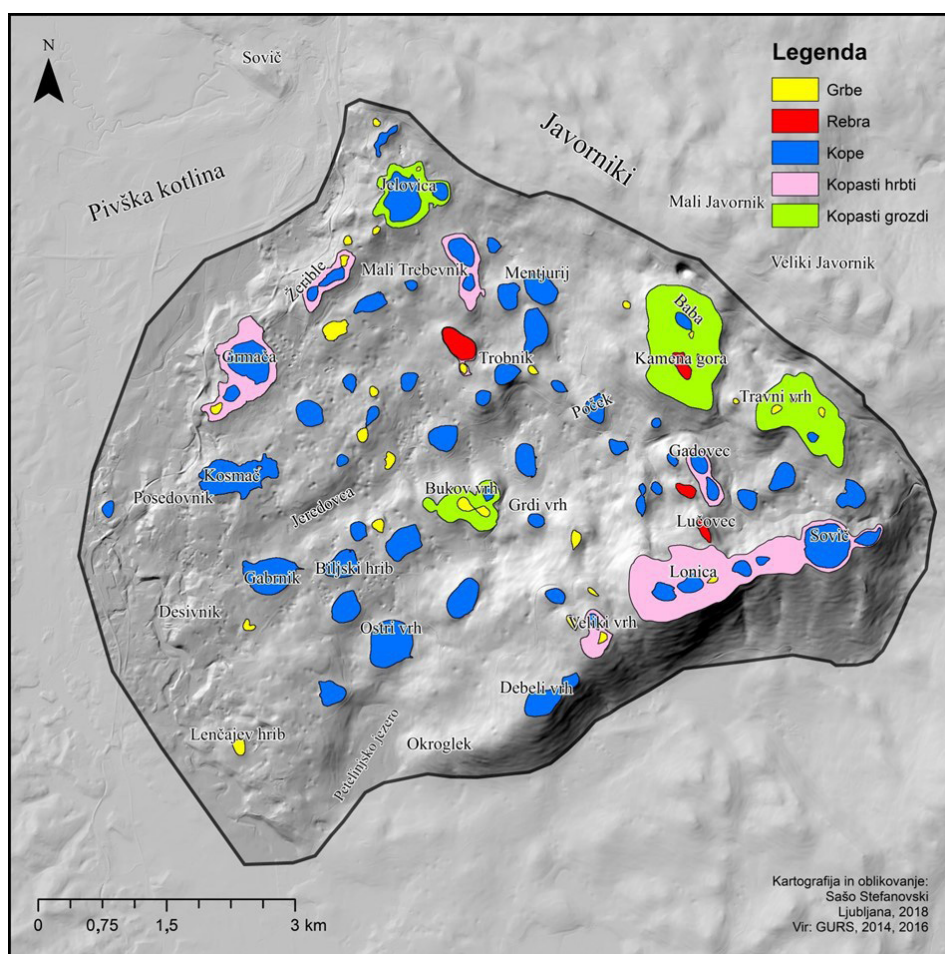 N
Sovič
Javorniki
Pivška kotlina
Legenda
Grbe
Rebra
Kope
Kopasti hrbti
Kopasti grozdi
Jelovica
Mali Javornik
Veliki Javornik
Žerible
Mali Trebevnik
Mentjurij
Baba
Grmača
Trobnik
Kamena gora
Travni vrh
Poček
Gadovec
Kosmač
Posedovnik
Jeredovca
Bukov vrh
Grdi vrh
Lučovec
Sovič
Gabrnik
Biljski hrib
Lonica
Desivnik
Ostri vrh
Veliki vrh
Debeli vrh
Lenčajev hrib
Petelinjsko jezero
Okroglek
0 0,75 1,5 3 km
Kartografija in oblikovanje:
Sašo Stefanovski
Ljubljana, 2018
Vir: GURS, 2014, 2016